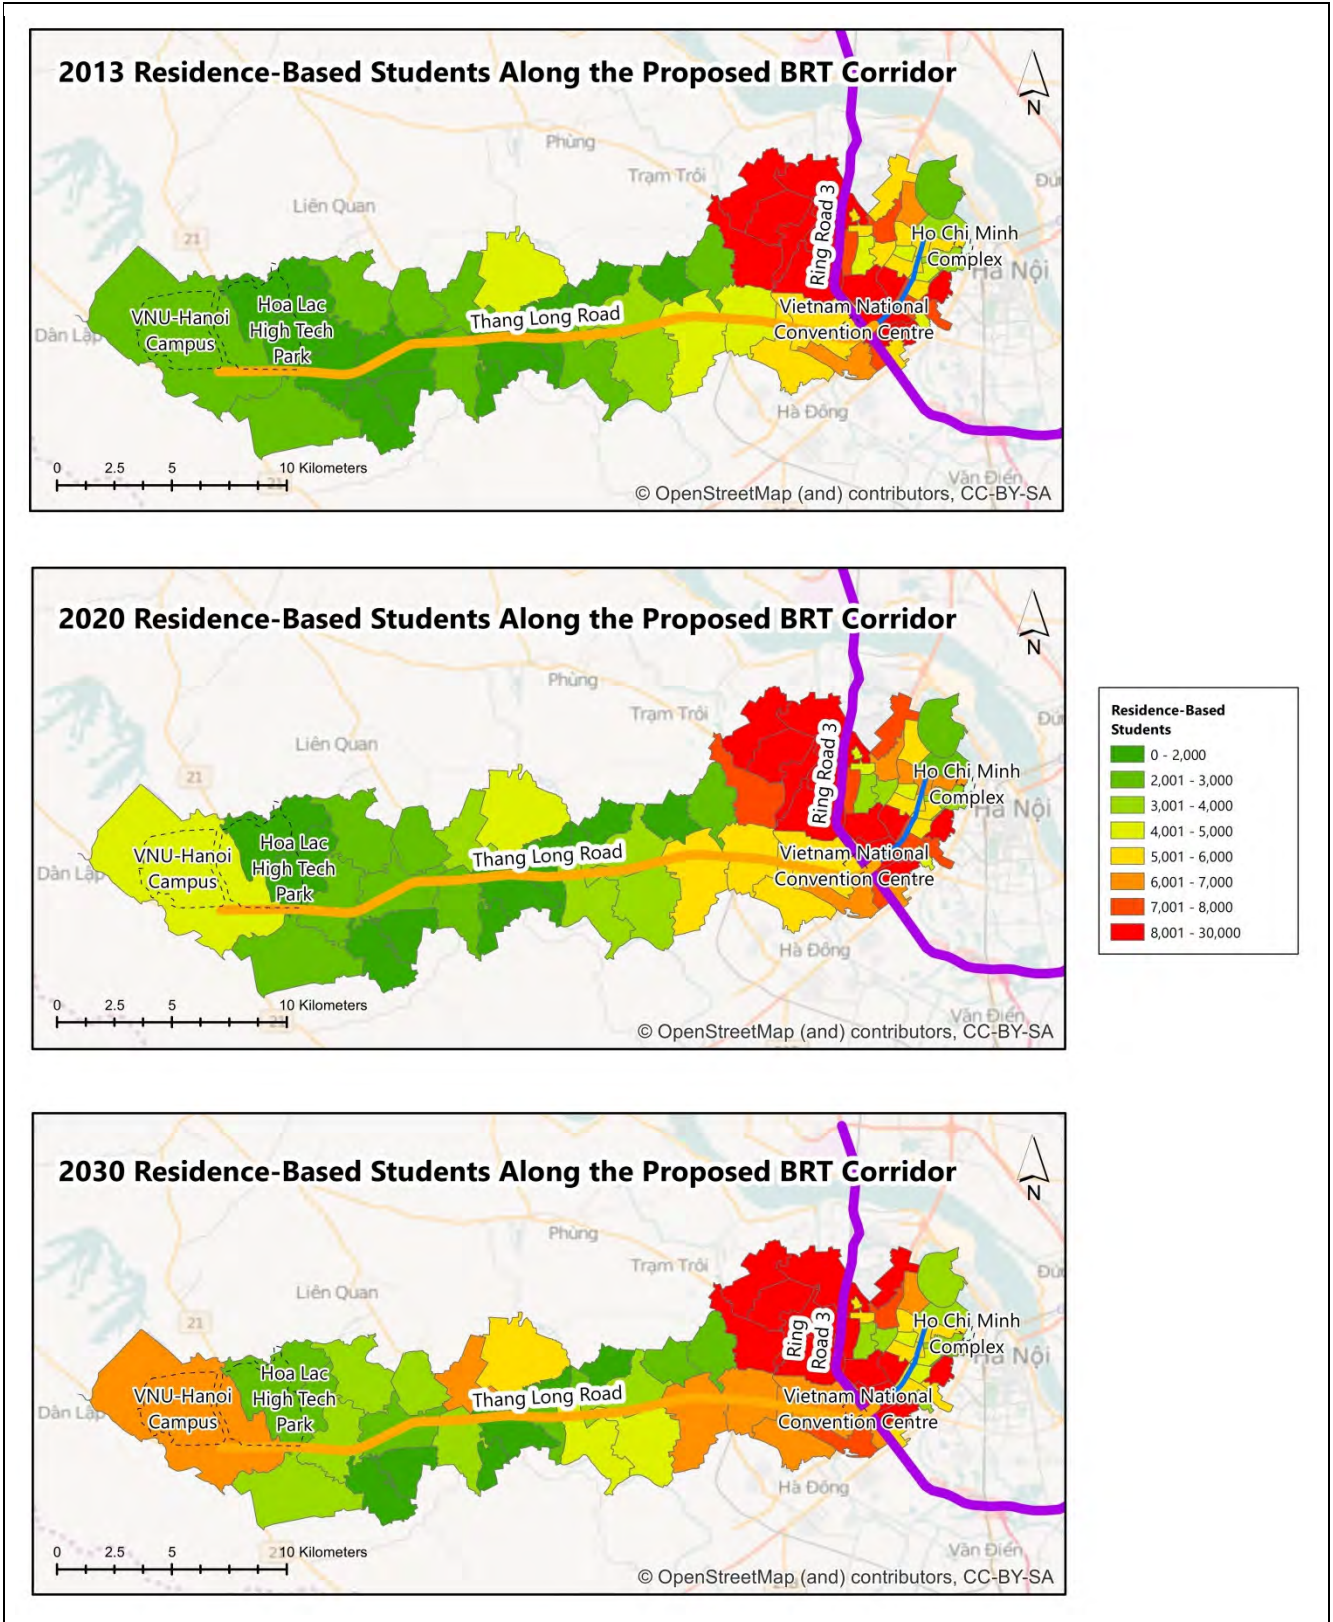 2013 Residence-Based Students Along the Proposed BRT Corridor
N
Phùng
Trạm Trôi
Liên Quan
21
Ring Road 3
Ho Chi Minh
Complex
Hà Nội
VNU-Hanoi
Campus
Hoa Lac
High Tech
Park
Dân Lập
Thang Long Road
Vietnam National
Convention Centre
Hà Đông
Văn Điển
0 2.5 5 10 Kilometers
21
© OpenStreetMap (and) contributors, CC-BY-SA
2020 Residence-Based Students Along the Proposed BRT Corridor
N
Phùng
Trạm Trôi
Liên Quan
21
Ring Road 3
Ho Chi Minh
Complex
Hà Nội
VNU-Hanoi
Campus
Hoa Lac
High Tech
Park
Dân Lập
Thang Long Road
Vietnam National
Convention Centre
Hà Đông
Văn Điển
0 2.5 5 10 Kilometers
21
© OpenStreetMap (and) contributors, CC-BY-SA
Residence-Based
Students
0 - 2,000
2,001 - 3,000
3,001 - 4,000
4,001 - 5,000
5,001 - 6,000
6,001 - 7,000
7,001 - 8,000
8,001 - 30,000
2030 Residence-Based Students Along the Proposed BRT Corridor
N
Phùng
Trạm Trôi
Liên Quan
21
Ring
Road 3
Ho Chi Minh
Complex
Hà Nội
VNU-Hanoi
Campus
Hoa Lac
High Tech
Park
Dân Lập
Thang Long Road
Vietnam National
Convention Centre
Hà Đông
Văn Điển
0 2.5 5 10 Kilometers
21
© OpenStreetMap (and) contributors, CC-BY-SA